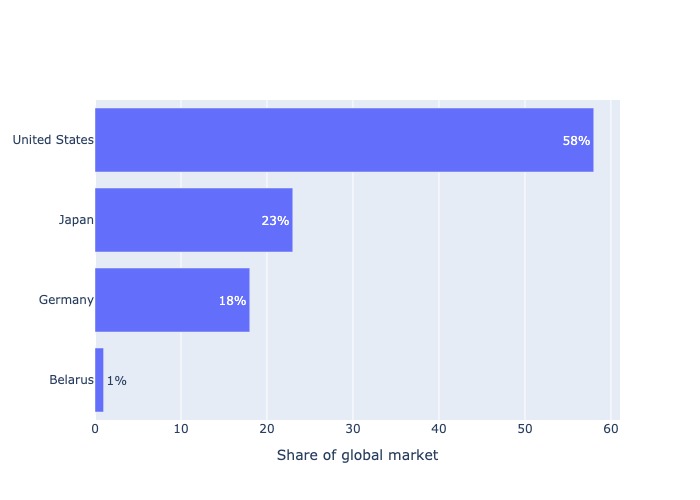 United States
58%
Japan
23%
Germany
18%
Belarus
1%
0 10 20 30 40 50 60
Share of global market